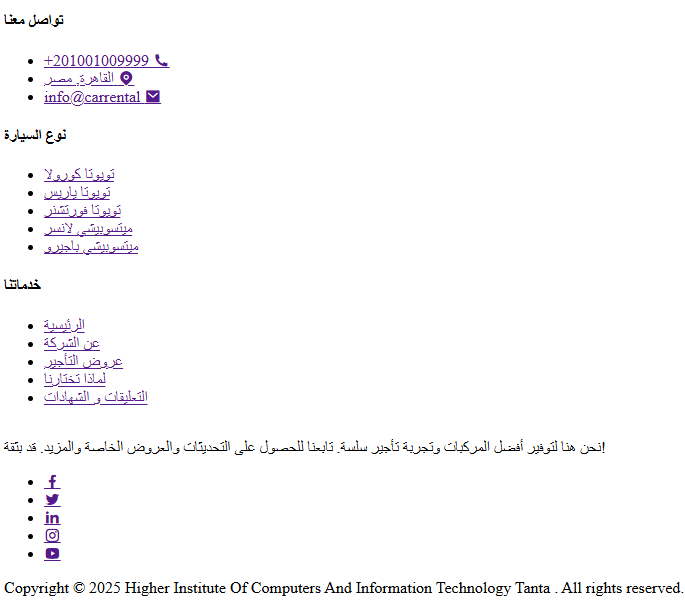 تواصل معنا
+201001009999
القاهرة, مصر
info@carrental
نوع السيارة
تويوتا كورولا
تويوتا ياريس
تويوتا فورتشنر
ميتسوبيشي لانسر
ميتسوبيشي باجيرو
خدماتنا
الرئيسية
عن الشركة
عروض التأجير
لماذا تختارنا
التعليقات و الشهادات
نحن هنا لتوفير أفضل المركبات وتجربة تأجير سلسة. تابعنا للحصول على التحديثات والعروض الخاصة والمزيد. قد بثقة!
Copyright © 2025 Higher Institute Of Computers And Information Technology Tanta . All rights reserved.